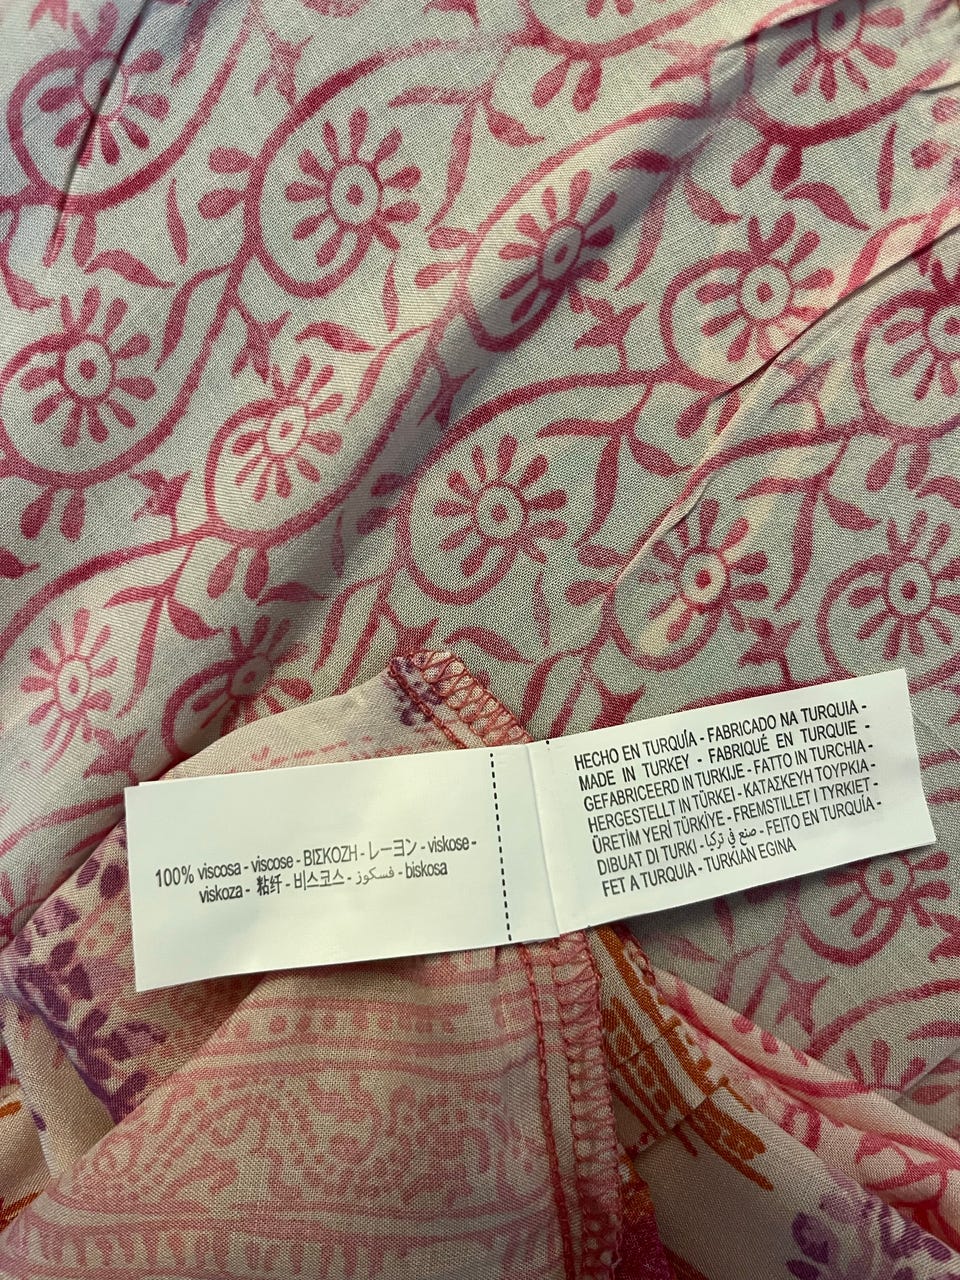 100% viscosa - viscose - ΒΙΣΚΟΖΗ - レーヨン - viskose -
viskoza - 粘纤 - 비스코스 - فسكوز - biskosa
HECHO EN TURQUÍA - FABRICADO NA TURQUIA -
MADE IN TURKEY - FABRIQUÉ EN TURQUIE -
GEFABRICEERD IN TURKIJE - FATTO IN TURCHIA -
HERGESTELLT IN TÜRKEI - ΚΑΤΑΣΚΕΥΗ ΤΟΥΡΚΙΑ -
ÜRETİM YERİ TÜRKİYE - FREMSTILLET I TYRKIET -
DIBUAT DI TURKI - صنع في تركيا - FEITO EN TURQUÍA -
FET A TURQUIA - TURKIAN EGINA